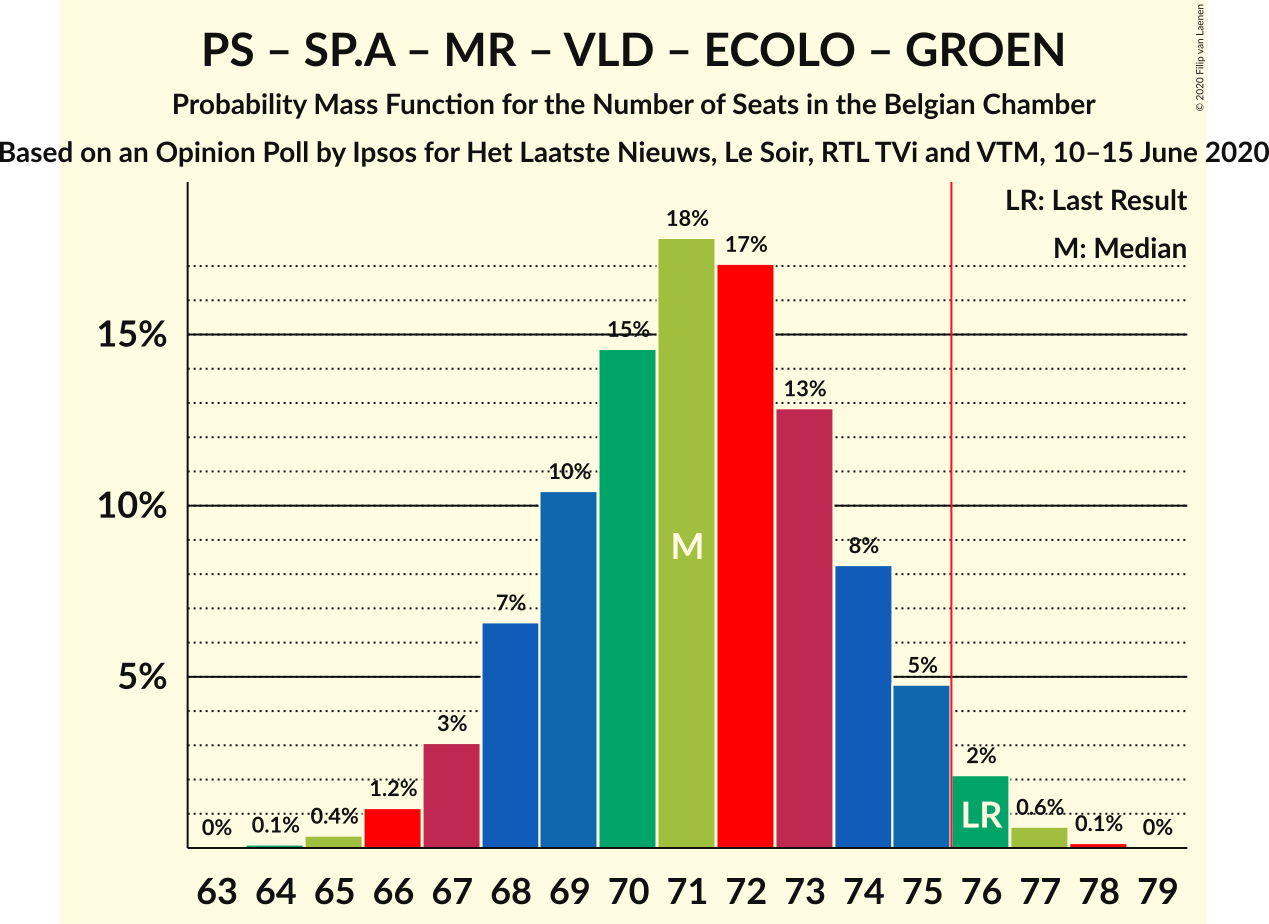 PS – SP.A – MR – VLD – ECOLO – GROEN
Probability Mass Function for the Number of Seats in the Belgian Chamber
Based on an Opinion Poll by Ipsos for Het Laatste Nieuws, Le Soir, RTL TVi and VTM, 10–15 June 2020
© 2020 Filip van Laenen
LR: Last Result
M: Median
15%
10%
5%
0%
0.1%
0.4%
1.2%
3%
7%
10%
15%
18%
17%
13%
8%
5%
2%
0.6%
0.1%
0%
M
LR
63 64 65 66 67 68 69 70 71 72 73 74 75 76 77 78 79